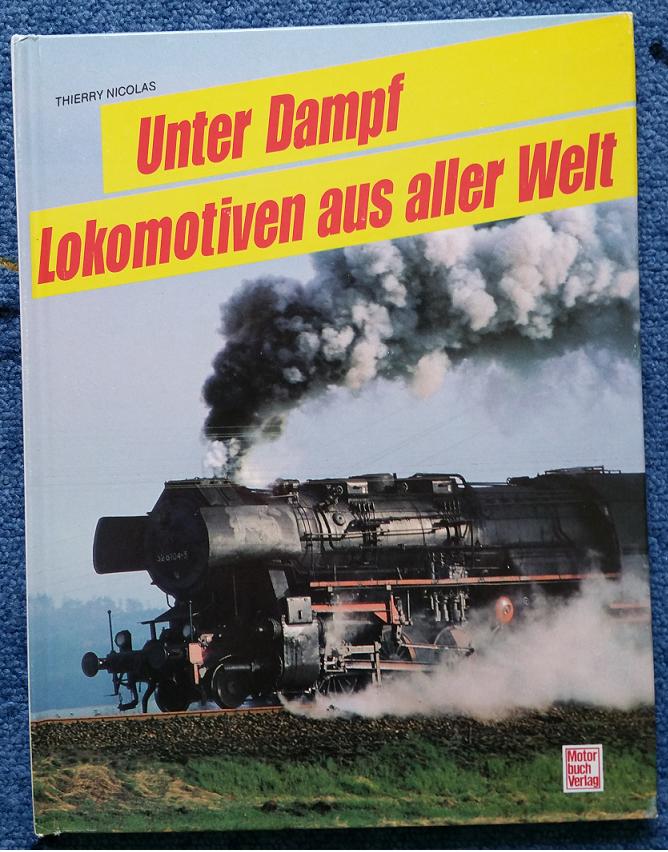 THIERRY NICOLAS
Unter Dampf
Lokomotiven aus aller Welt
Motor
buch
Verlag